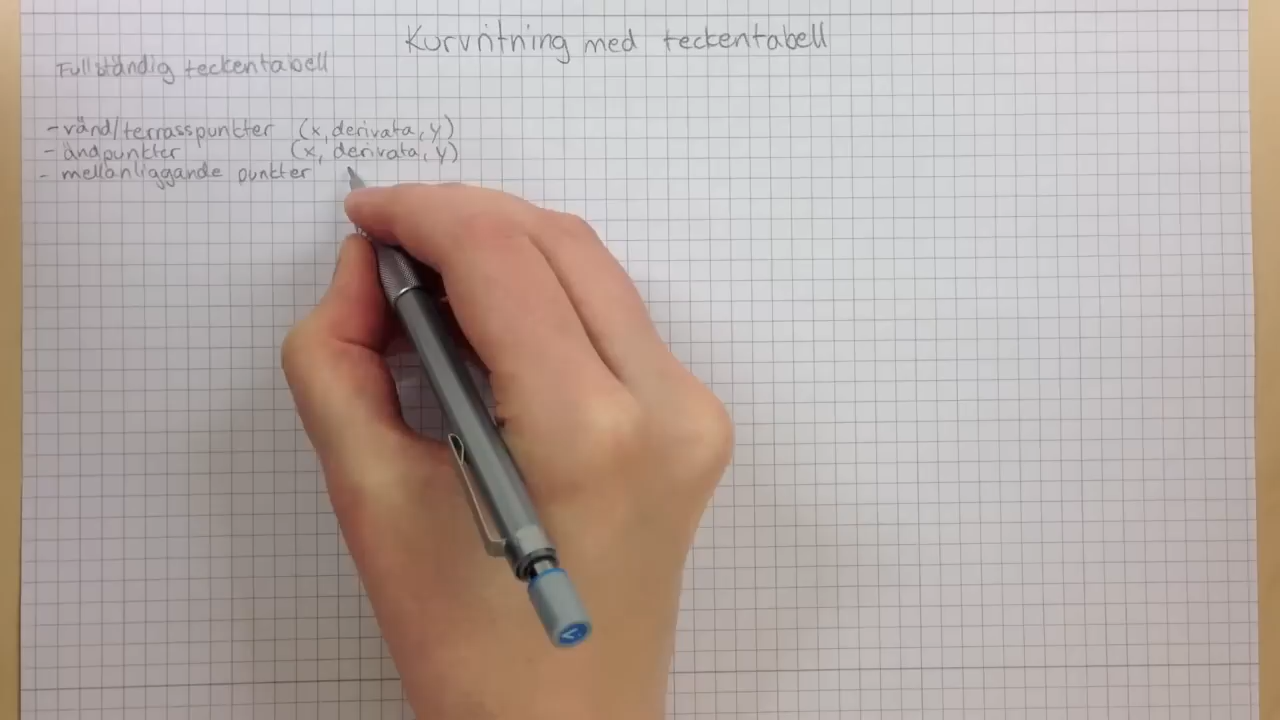 Kurvritning med teckentabell
Fullständig teckentabell
- vänd/terrasspunkter (x, derivata, y)
- ändpunkter (x, derivata, y)
- mellanliggande punkter